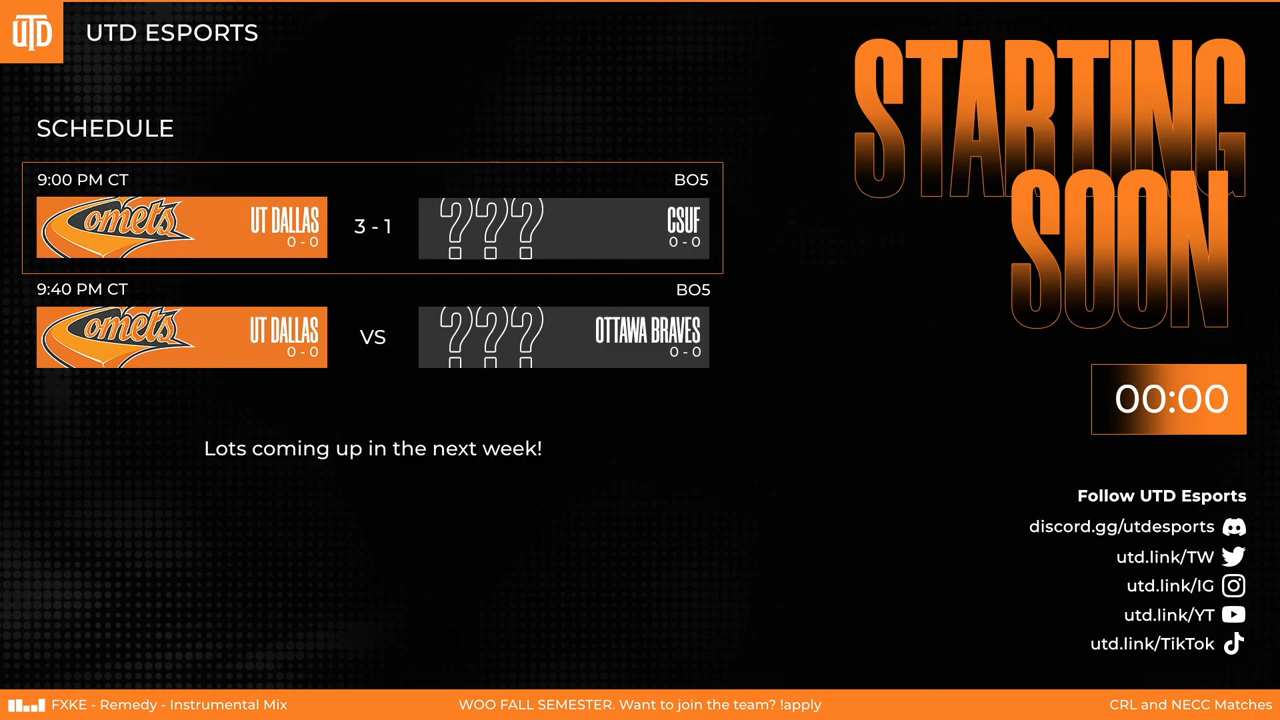 UTD
UTD ESPORTS
STARTING
SOON
SCHEDULE
9:00 PM CT
BO5
Comets
UT DALLAS
0 - 0
3 - 1
???
CSUF
0 - 0
9:40 PM CT
BO5
Comets
UT DALLAS
0 - 0
VS
???
OTTAWA BRAVES
0 - 0
Lots coming up in the next week!
00:00
Follow UTD Esports
discord.gg/utdesports
utd.link/TW
utd.link/IG
utd.link/YT
utd.link/TikTok
FXKE - Remedy - Instrumental Mix
WOO FALL SEMESTER. Want to join the team? !apply
CRL and NECC Matches